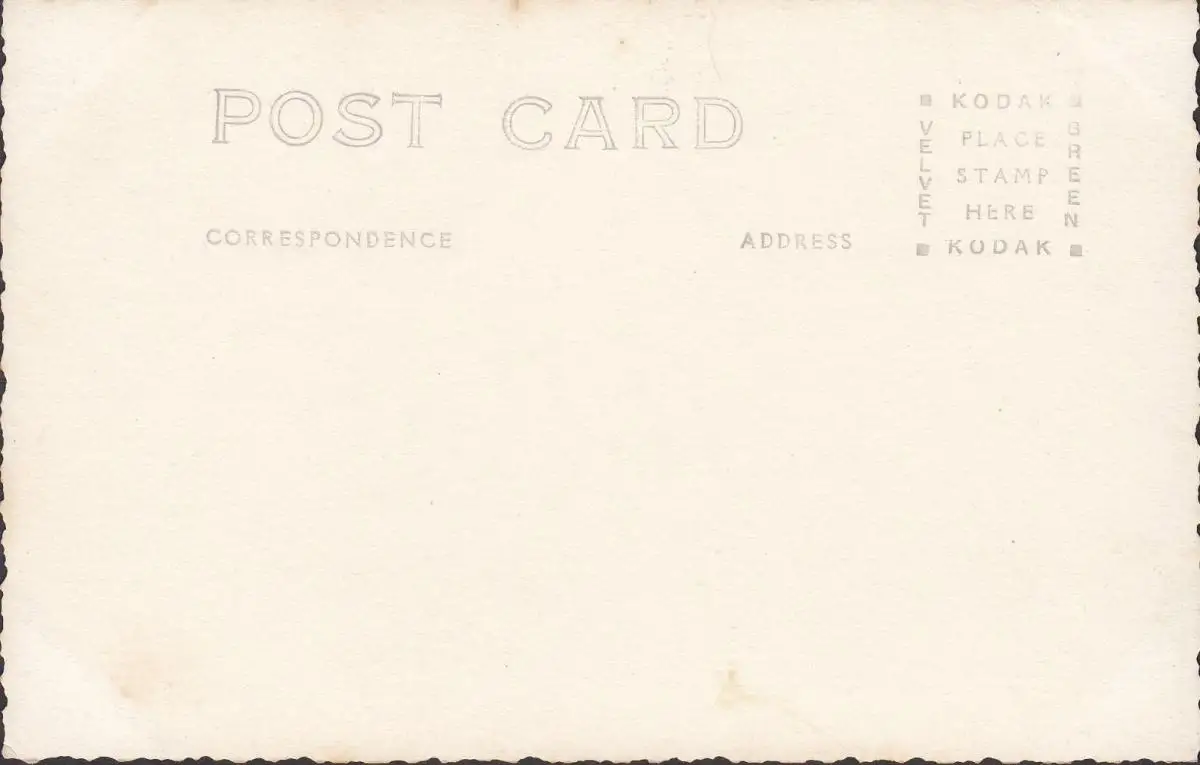 POST CARD
CORRESPONDENCE
ADDRESS
KODAK
VELVET
PLACE
STAMP
HERE
GREEN
KODAK